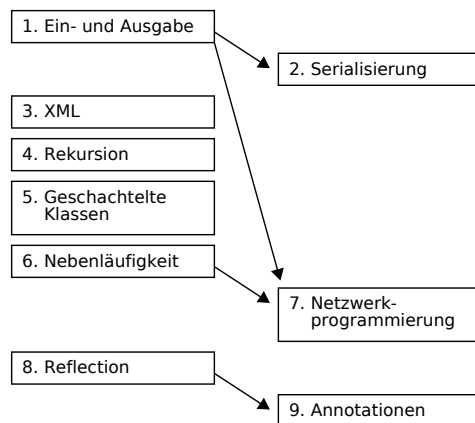 1. Ein- und Ausgabe
2. Serialisierung
3. XML
4. Rekursion
5. Geschachtelte
Klassen
6. Nebenläufigkeit
7. Netzwerk-
programmierung
8. Reflection
9. Annotationen